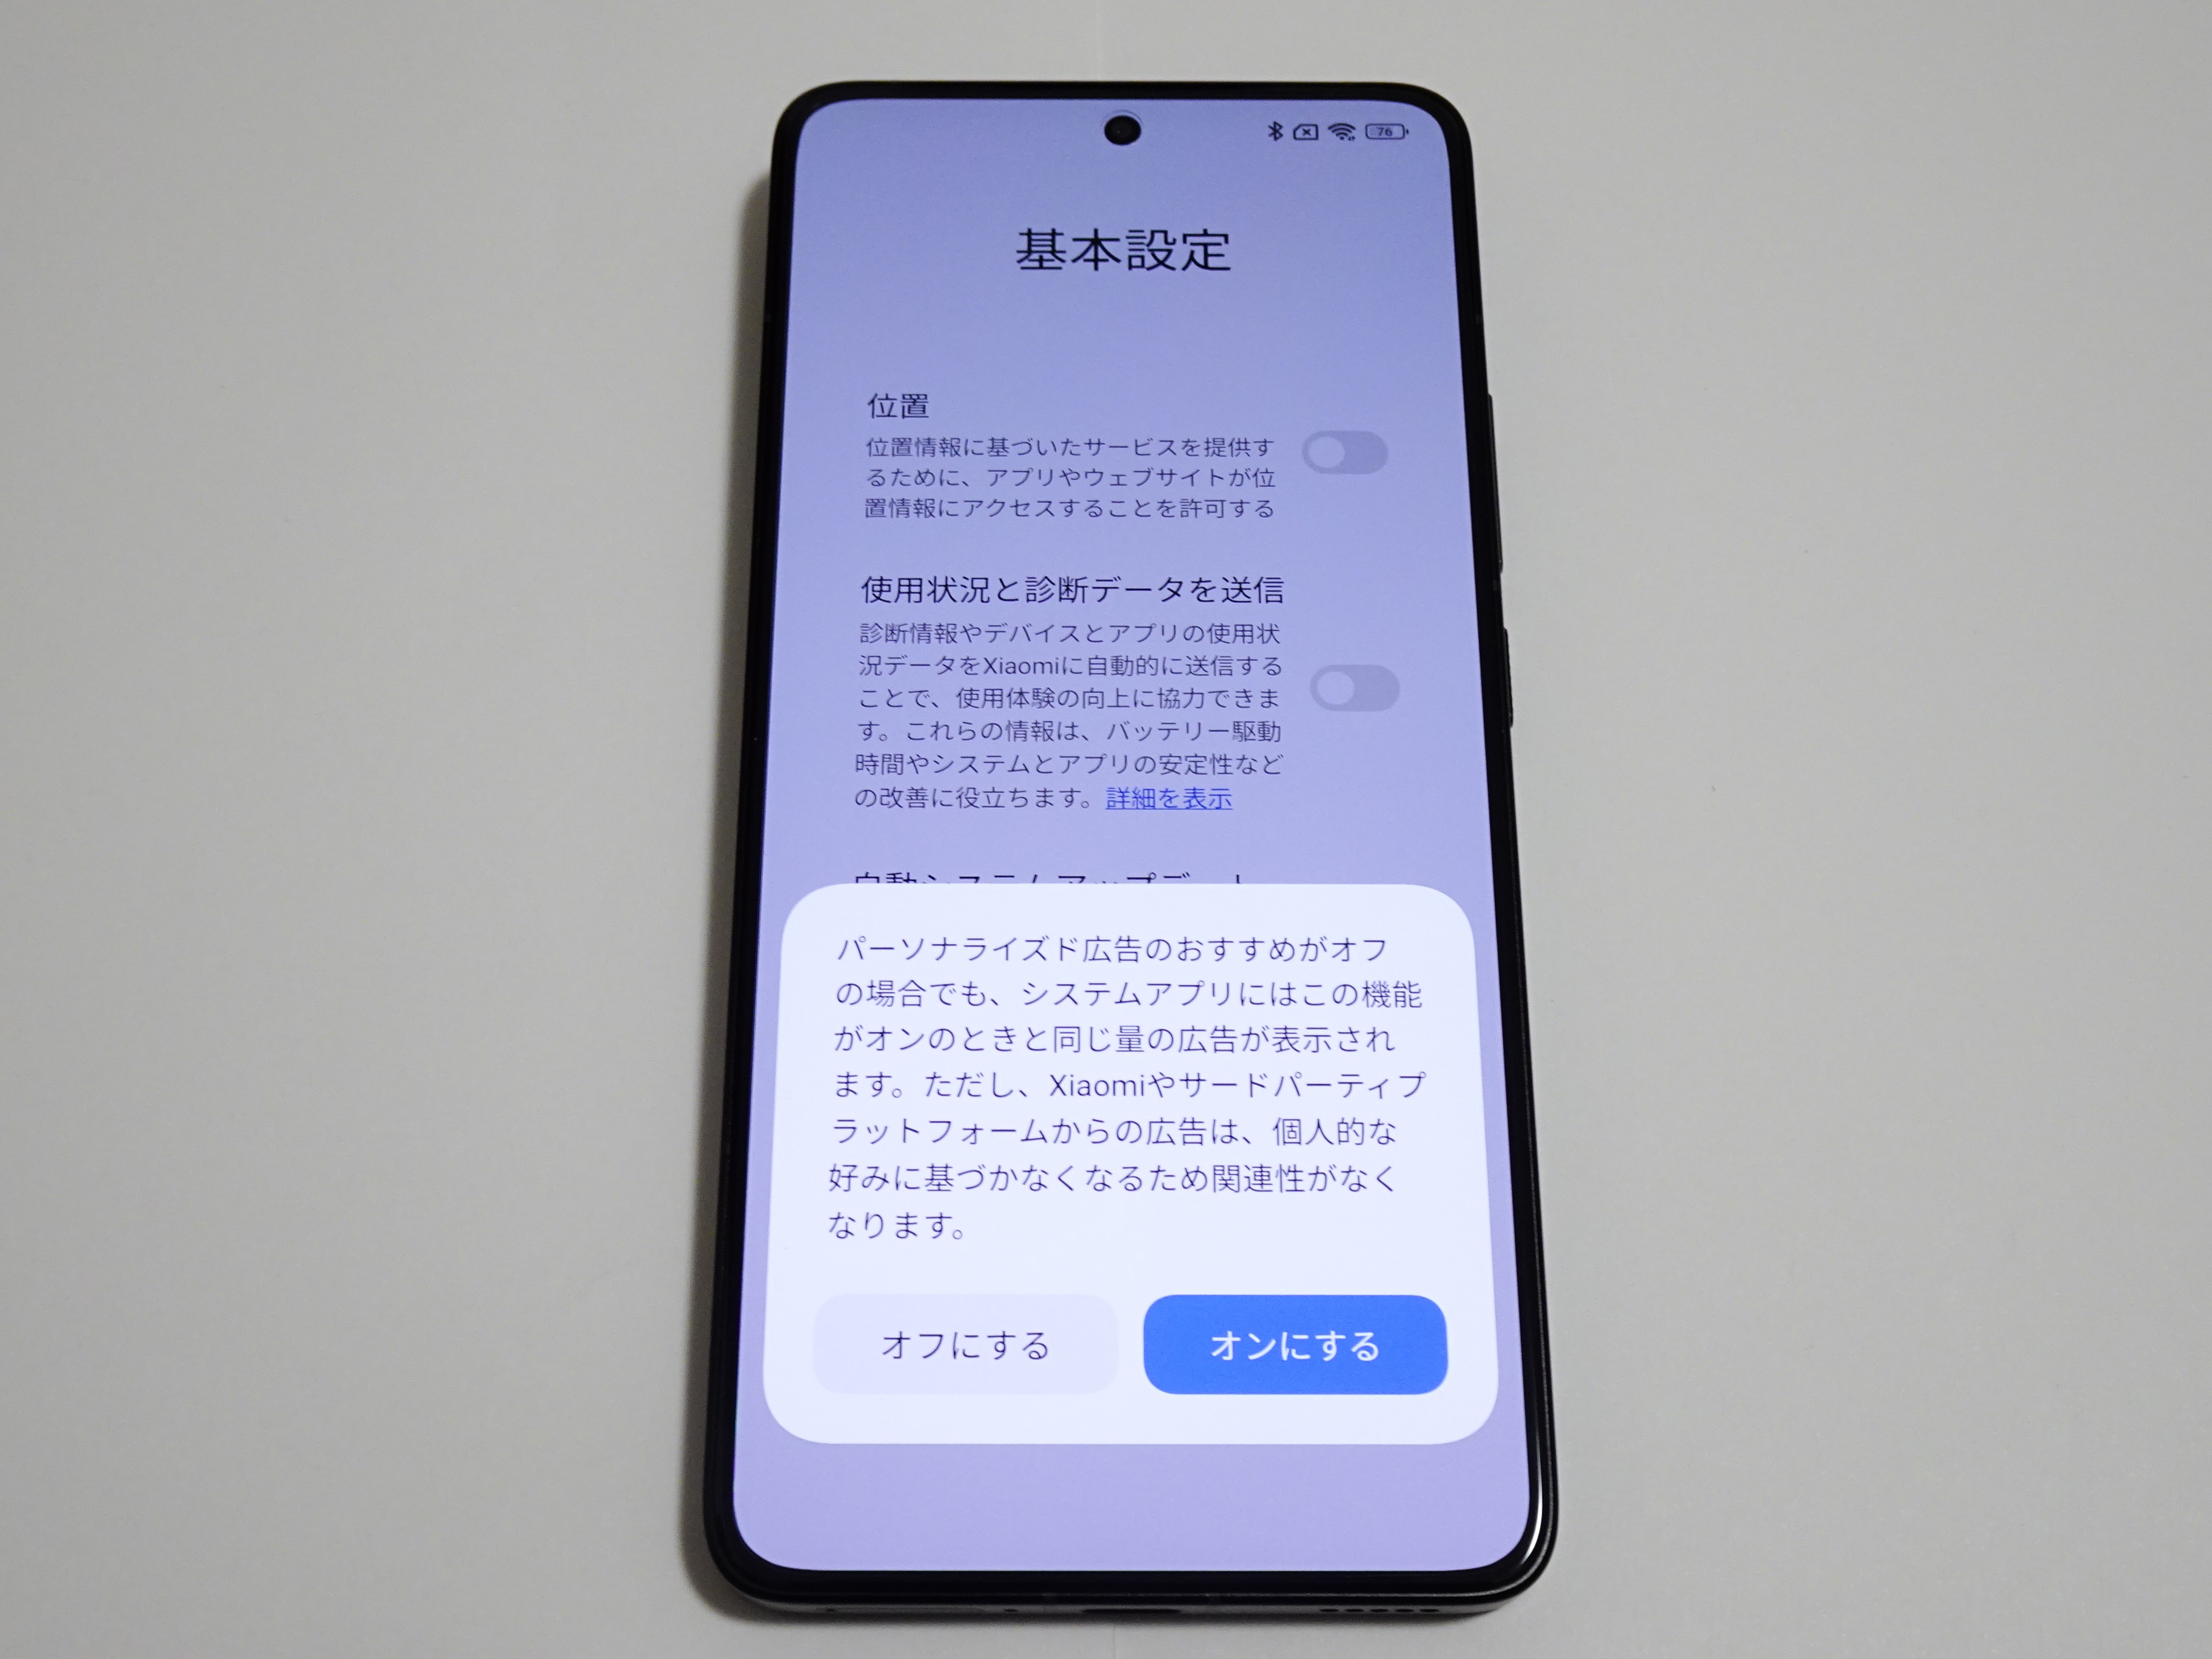 76
基本設定
位置
位置情報に基づいたサービスを提供す
るために、アプリやウェブサイトが位
置情報にアクセスすることを許可する
使用状況と診断データを送信
診断情報やデバイスとアプリの使用状
況データをXiaomiに自動的に送信する
ことで、使用体験の向上に協力できま
す。これらの情報は、バッテリー駆動
時間やシステムとアプリの安定性など
の改善に役立ちます。詳細を表示
自動システムアップデート
パーソナライズド広告のおすすめがオフ
の場合でも、システムアプリにはこの機能
がオンのときと同じ量の広告が表示され
ます。ただし、Xiaomiやサードパーティプ
ラットフォームからの広告は、個人的な
好みに基づかなくなるため関連性がなく
なります。
オフにする
オンにする